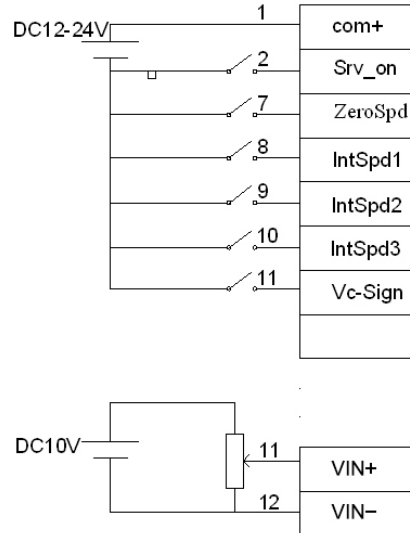 1
com+
DC12-24V
2
Srv_on
7
ZeroSpd
8
IntSpd1
9
IntSpd2
10
IntSpd3
11
Vc-Sign
DC10V
11
VIN+
12
VIN−